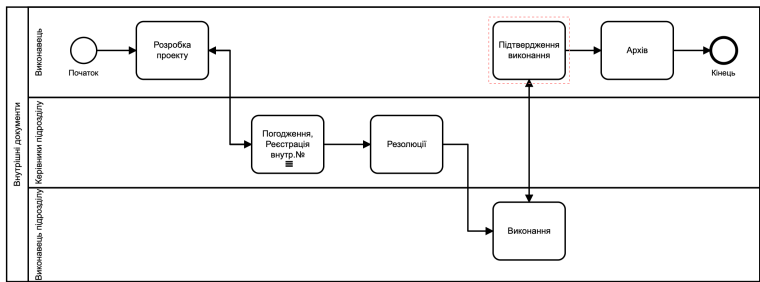 Внутрішні документи
Виконавець
Початок
Розробка
проекту
Підтвердження
виконання
Архів
Кінець
Керівники підрозділу
Погодження,
Реєстрація
внутр.№
Резолюції
Виконавець підрозділу
Виконання